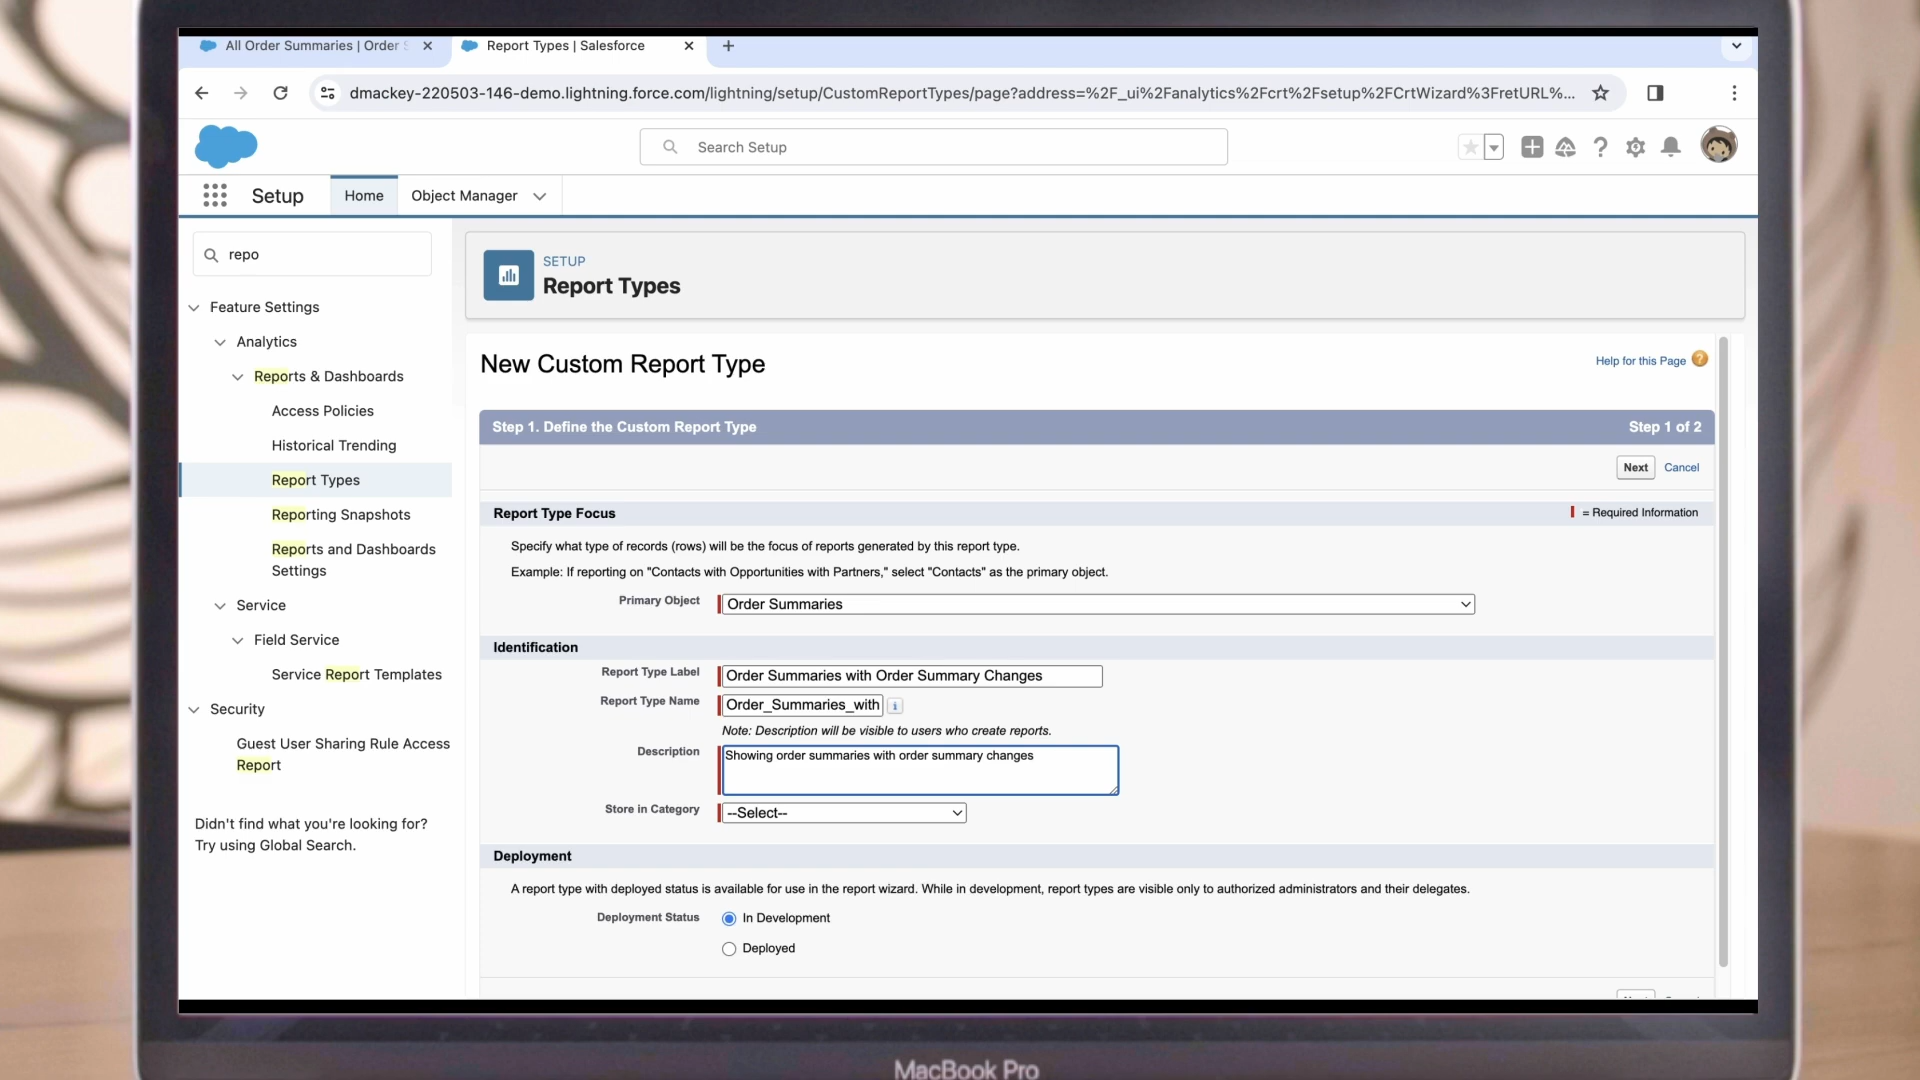 All Order Summaries | Order S
Report Types | Salesforce
dmackey-220503-146-demo.lightning.force.com/lightning/setup/CustomReportTypes/page?address=%2F_ui%2Fanalytics%2Fcrt%2Fsetup%2FCrtWizard%3FretURL%...
Search Setup
Setup
Home
Object Manager
repo
Feature Settings
Analytics
Reports & Dashboards
Access Policies
Historical Trending
Report Types
Reporting Snapshots
Reports and Dashboards
Settings
Service
Field Service
Service Report Templates
Security
Guest User Sharing Rule Access
Report
Didn't find what you're looking for?
Try using Global Search.
SETUP
Report Types
New Custom Report Type
Help for this Page ?
Step 1. Define the Custom Report Type
Step 1 of 2
Next Cancel
Report Type Focus
= Required Information
Specify what type of records (rows) will be the focus of reports generated by this report type.
Example: If reporting on "Contacts with Opportunities with Partners," select "Contacts" as the primary object.
Primary Object Order Summaries
Identification
Report Type Label Order Summaries with Order Summary Changes
Report Type Name Order_Summaries_with i
Note: Description will be visible to users who create reports.
Description Showing order summaries with order summary changes
Store in Category --Select--
Deployment
A report type with deployed status is available for use in the report wizard. While in development, report types are visible only to authorized administrators and their delegates.
Deployment Status In Development
Deployed
MacBook Pro